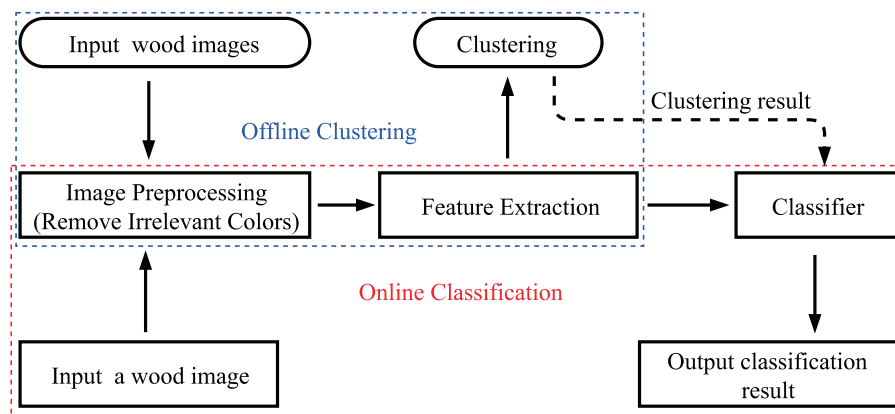 Input wood images
Clustering
Clustering result
Offline Clustering
Image Preprocessing
(Remove Irrelevant Colors)
Feature Extraction
Classifier
Online Classification
Input a wood image
Output classification
result